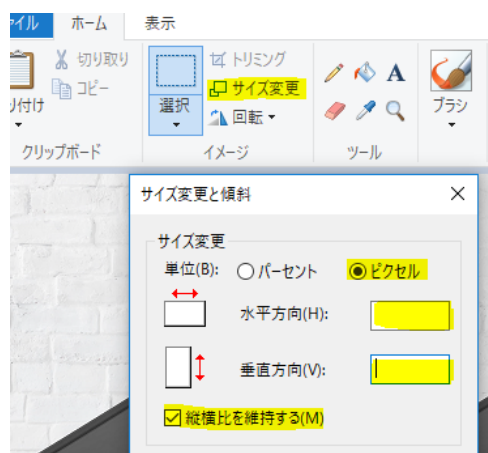 ァイル ホーム 表示
切り取り
コピー
り付け
クリップボード
選択
トリミング
サイズ変更
回転
イメージ
A
ツール
ブラシ
サイズ変更と傾斜
サイズ変更
単位(B): パーセント ピクセル
水平方向(H):
垂直方向(V):
縦横比を維持する(M)